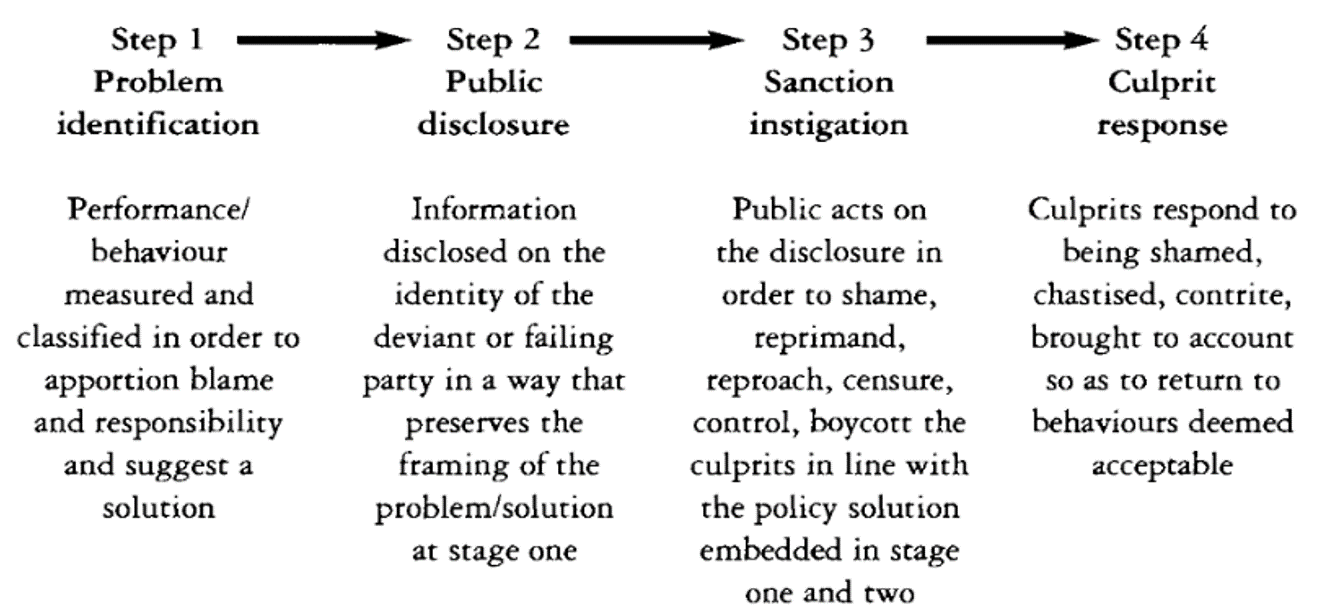 Step 1
Problem
identification
Performance/
behaviour
measured and
classified in order to
apportion blame
and responsibility
and suggest a
solution
Step 2
Public
disclosure
Information
disclosed on the
identity of the
deviant or failing
party in a way that
preserves the
framing of the
problem/solution
at stage one
Step 3
Sanction
instigation
Public acts on
the disclosure in
order to shame,
reprimand,
reproach, censure,
control, boycott the
culprits in line with
the policy solution
embedded in stage
one and two
Step 4
Culprit
response
Culprits respond to
being shamed,
chastised, contrite,
brought to account
so as to return to
behaviours deemed
acceptable